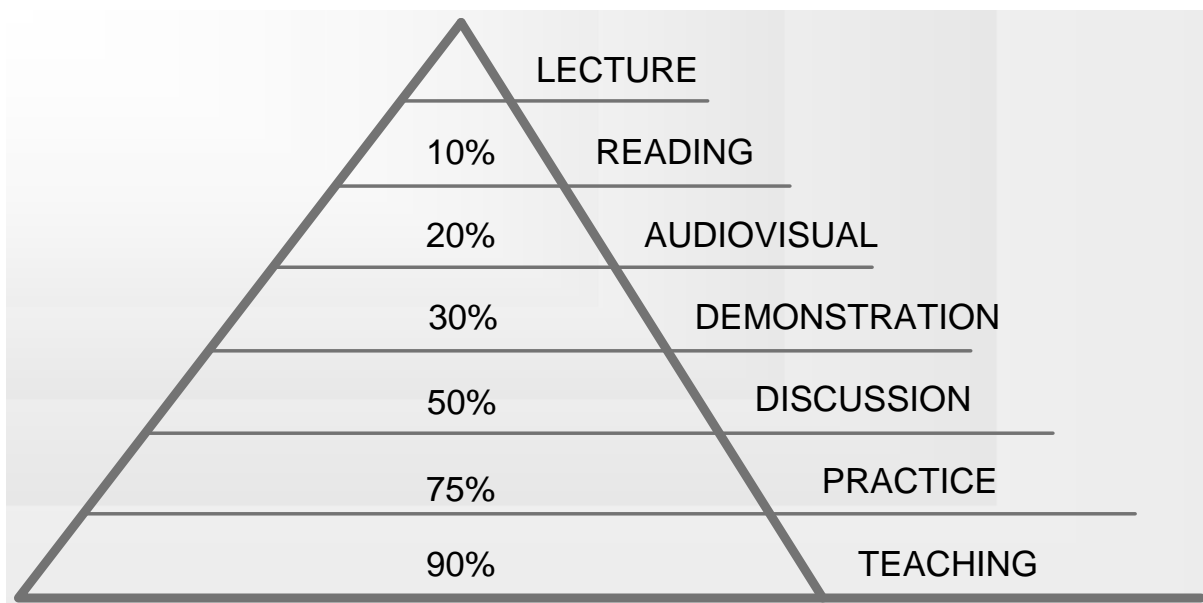 LECTURE
10% READING
20% AUDIOVISUAL
30% DEMONSTRATION
50% DISCUSSION
75% PRACTICE
90% TEACHING